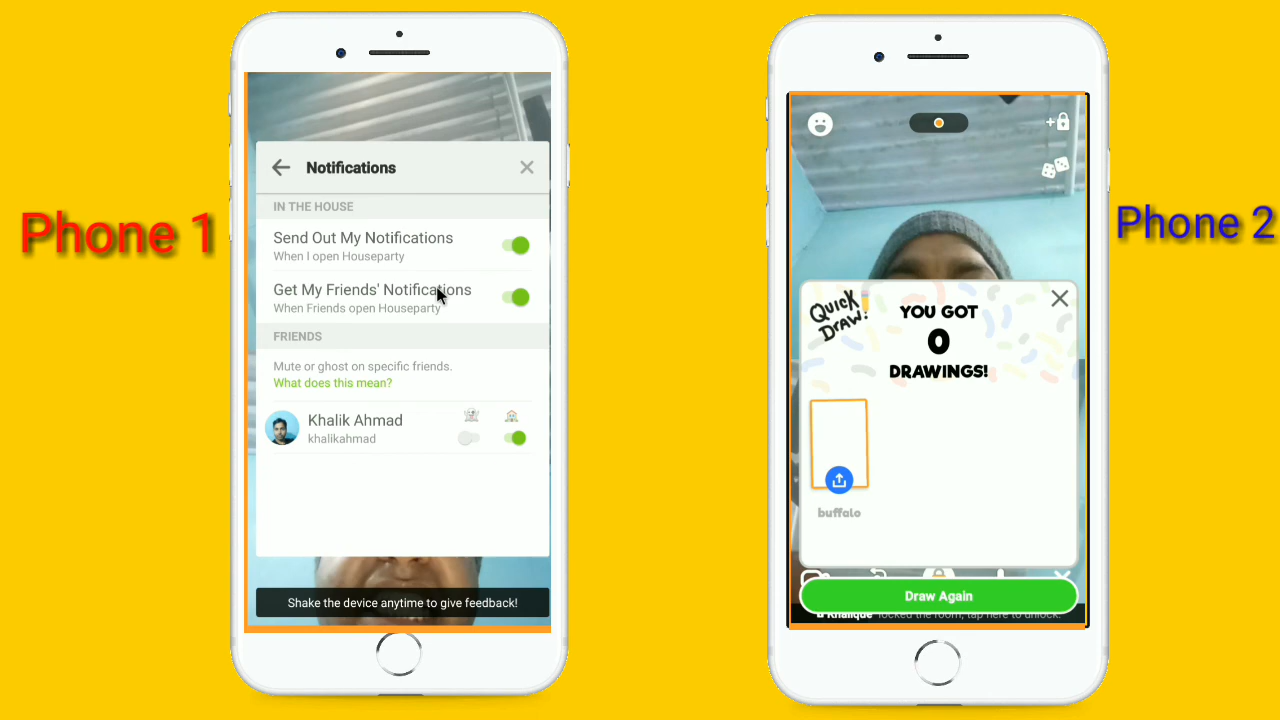 Phone 1
Notifications
IN THE HOUSE
Send Out My Notifications
When I open Houseparty
Get My Friends' Notifications
When Friends open Houseparty
FRIENDS
Mute or ghost on specific friends.
What does this mean?
Khalik Ahmad
khalikahmad
Shake the device anytime to give feedback!
Phone 2
QUICK DRAW!
YOU GOT
0
DRAWINGS!
buffalo
Draw Again
Khalique locked the room, tap here to unlock.